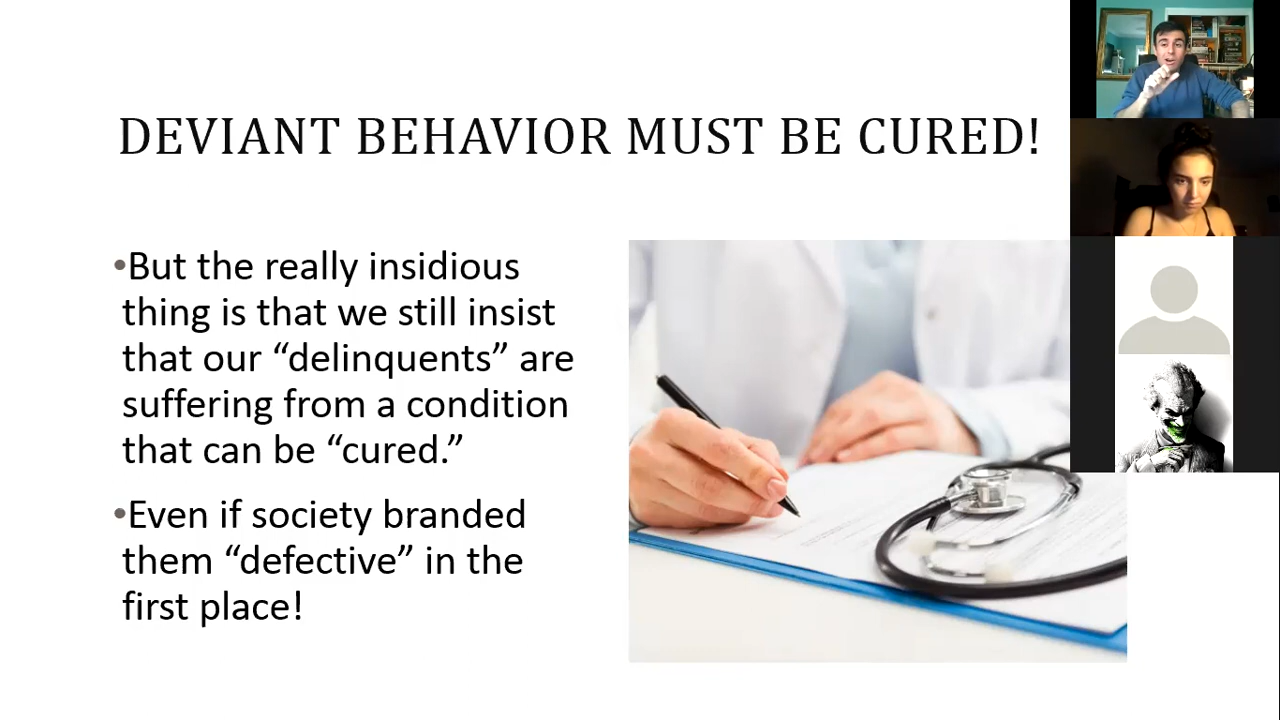 DEVIANT BEHAVIOR MUST BE CURED!
•But the really insidious
thing is that we still insist
that our “delinquents” are
suffering from a condition
that can be “cured.”
•Even if society branded
them “defective” in the
first place!